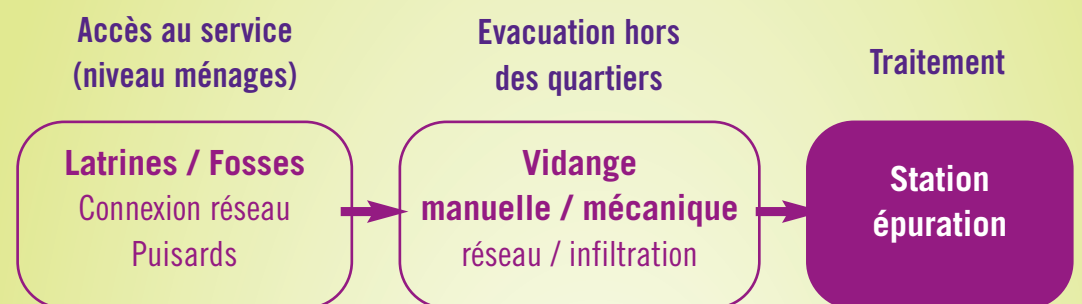 Accès au service
(niveau ménages)
Evacuation hors
des quartiers
Traitement
Latrines / Fosses
Connexion réseau
Puisards
Vidange
manuelle / mécanique
réseau / infiltration
Station
épuration